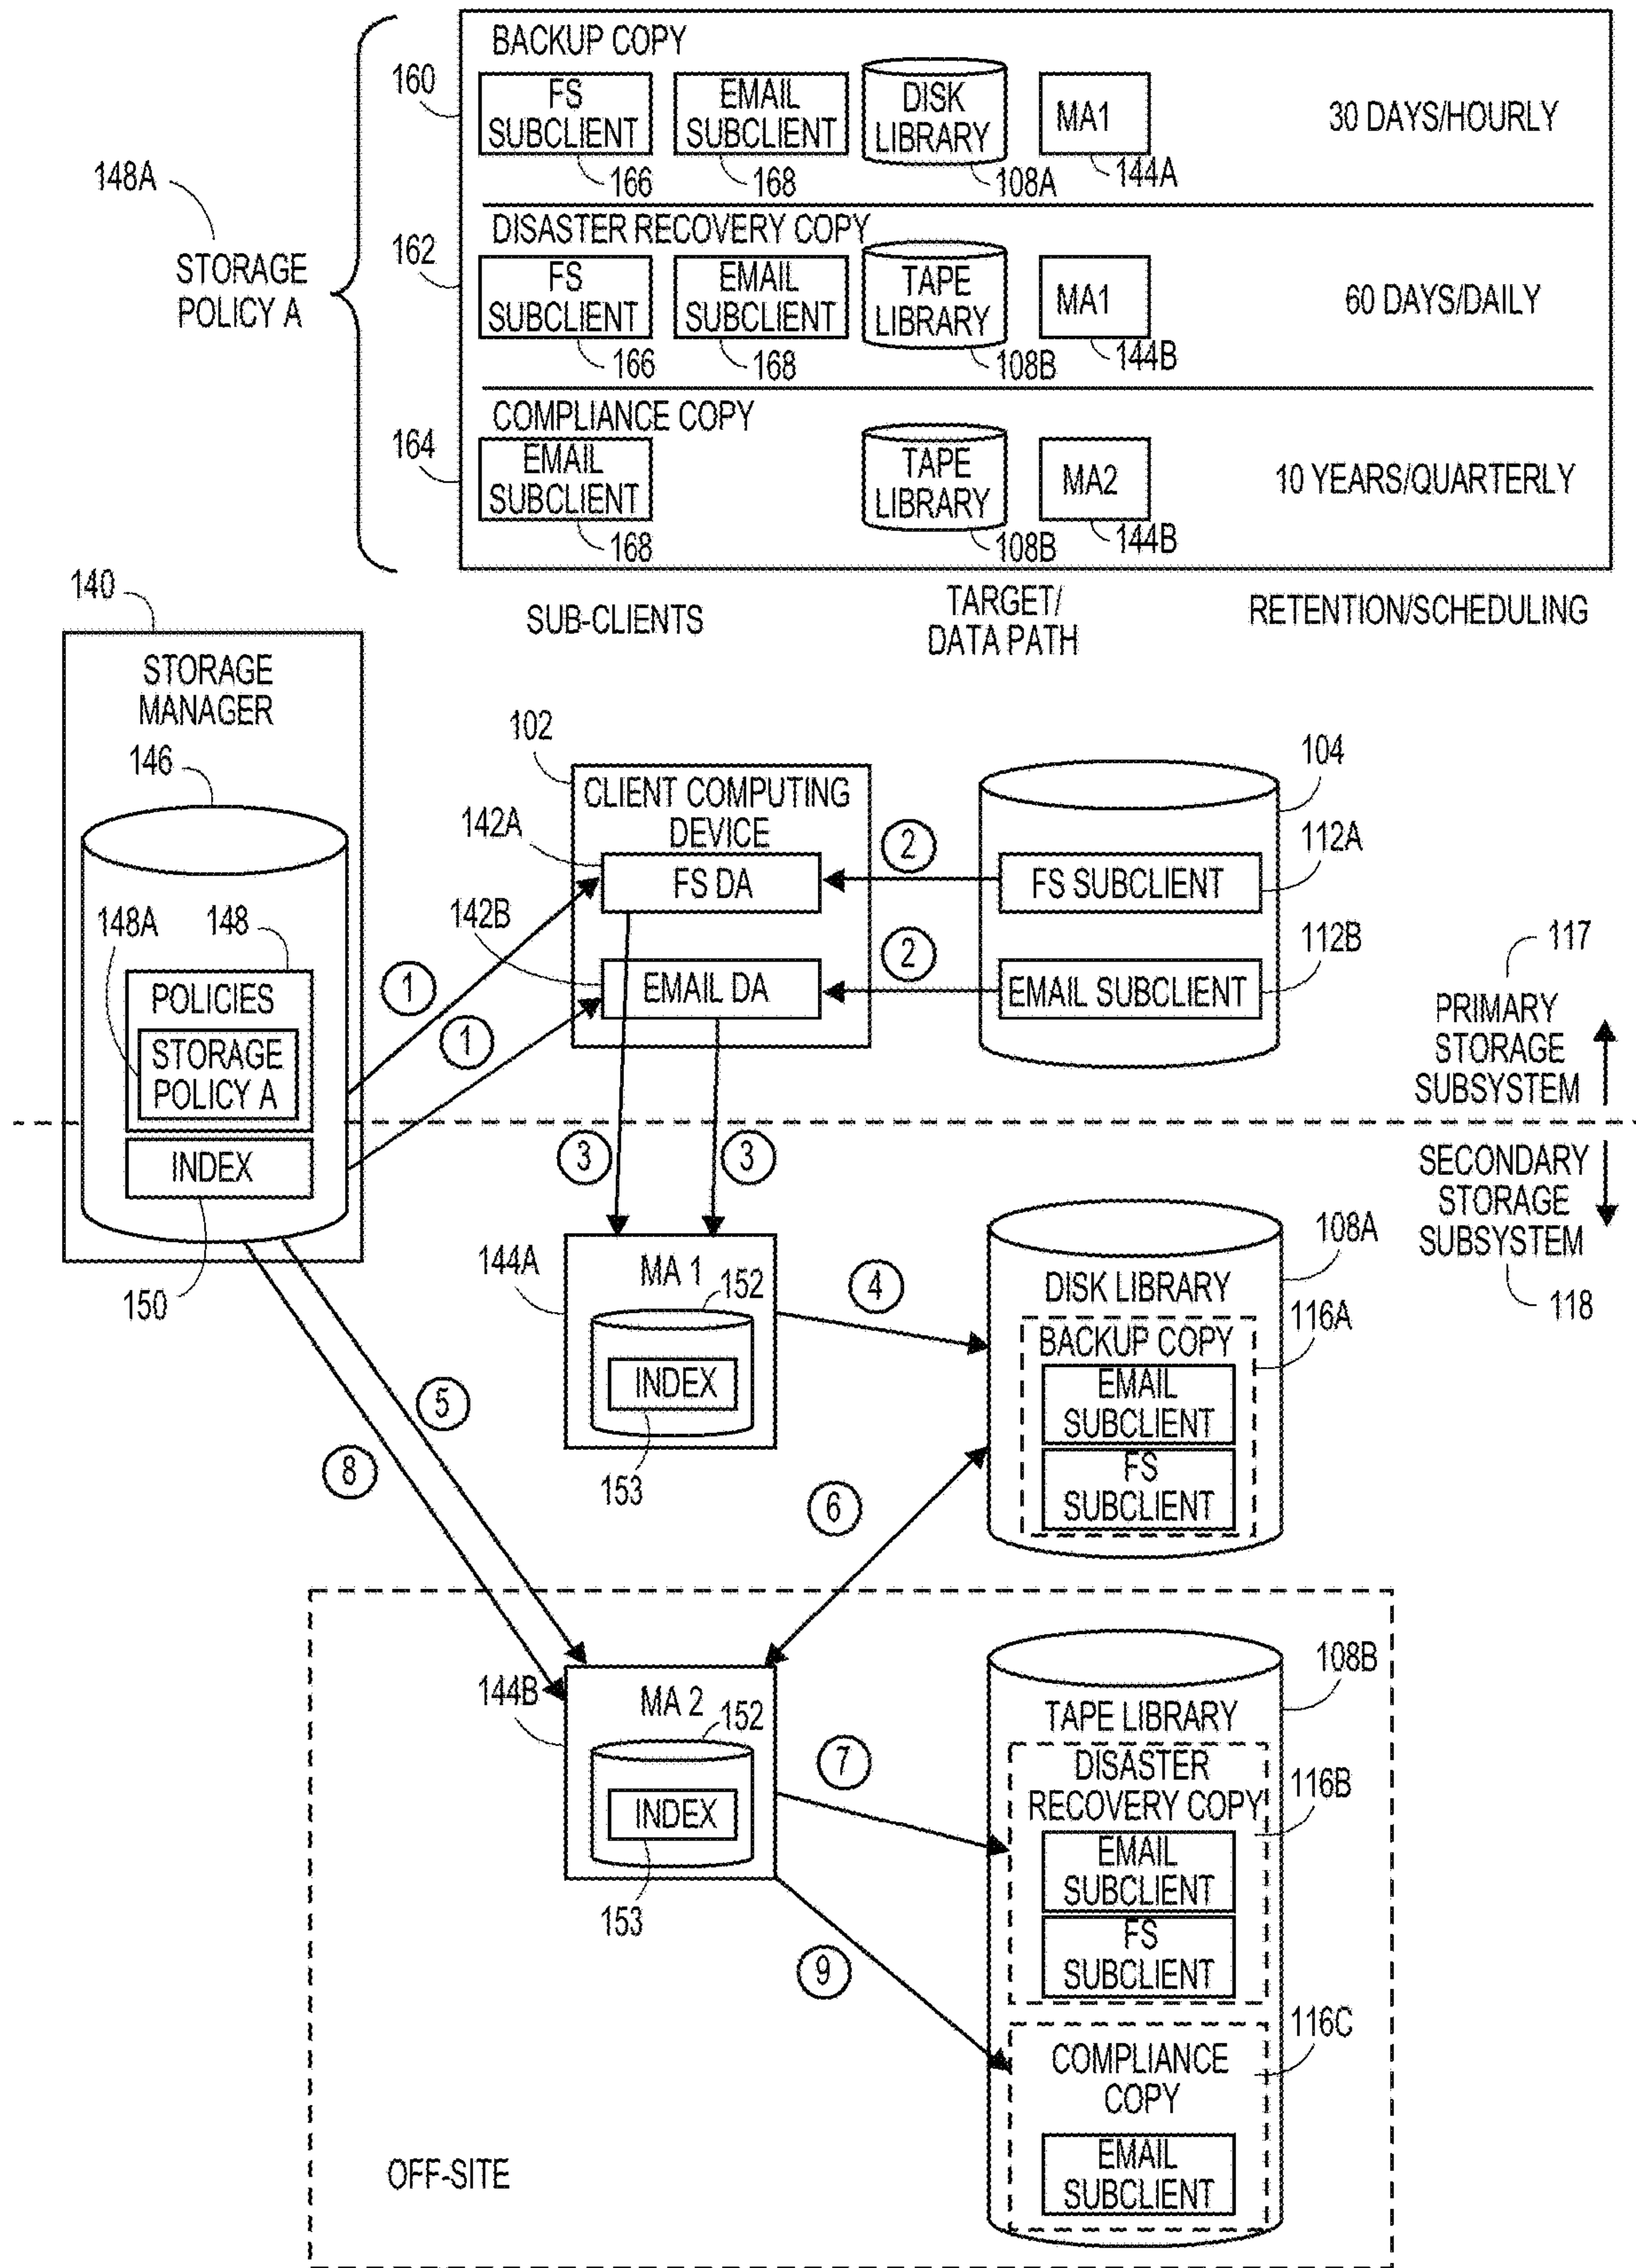 BACKUP COPY
160
FS
SUBCLIENT
166
EMAIL
SUBCLIENT
168
DISK
LIBRARY
108A
MA1
144A
30 DAYS/HOURLY
148A
STORAGE
POLICY A
DISASTER RECOVERY COPY
162
FS
SUBCLIENT
166
EMAIL
SUBCLIENT
168
TAPE
LIBRARY
108B
MA1
144B
60 DAYS/DAILY
COMPLIANCE COPY
164
EMAIL
SUBCLIENT
168
TAPE
LIBRARY
108B
MA2
144B
10 YEARS/QUARTERLY
SUB-CLIENTS
TARGET/
DATA PATH
RETENTION/SCHEDULING
140
STORAGE
MANAGER
146
148A
148
POLICIES
STORAGE
POLICY A
INDEX
150
102
CLIENT COMPUTING
DEVICE
142A
FS DA
142B
EMAIL DA
104
FS SUBCLIENT
112A
EMAIL SUBCLIENT
112B
1
1
2
2
117
PRIMARY
STORAGE
SUBSYSTEM
3
3
SECONDARY
STORAGE
SUBSYSTEM
118
144A
MA 1
152
INDEX
153
4
108A
DISK LIBRARY
116A
BACKUP COPY
EMAIL
SUBCLIENT
FS
SUBCLIENT
5
8
6
144B
MA 2
152
INDEX
153
7
9
108B
TAPE LIBRARY
DISASTER
RECOVERY COPY
116B
EMAIL
SUBCLIENT
FS
SUBCLIENT
116C
COMPLIANCE
COPY
EMAIL
SUBCLIENT
OFF-SITE